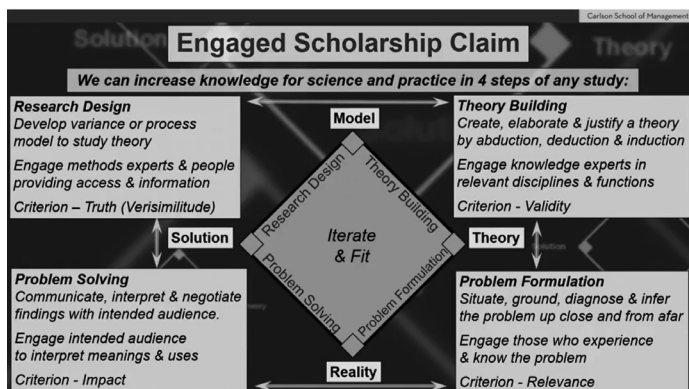 Carlson School of Management
Solution
Theory
Engaged Scholarship Claim
We can increase knowledge for science and practice in 4 steps of any study:
Research Design
Develop variance or process
model to study theory
Engage methods experts & people
providing access & information
Criterion – Truth (Verisimilitude)
Model
Theory Building
Create, elaborate & justify a theory
by abduction, deduction & induction
Engage knowledge experts in
relevant disciplines & functions
Criterion - Validity
Research Design
Theory Building
Solution
Iterate
& Fit
Theory
Solution
Problem Solving
Problem Formulation
Problem Solving
Communicate, interpret & negotiate
findings with intended audience.
Engage intended audience
to interpret meanings & uses
Criterion - Impact
Problem Formulation
Situate, ground, diagnose & infer
the problem up close and from afar
Engage those who experience
& know the problem
Criterion - Relevance
Reality